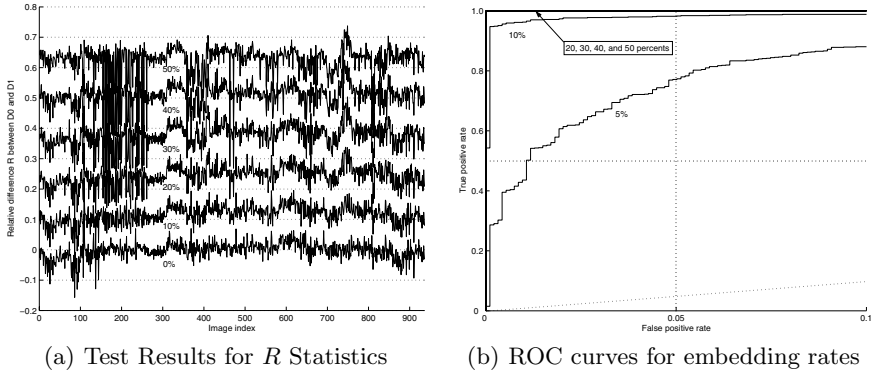 0.8
0.7
0.6
0.5
0.4
0.3
0.2
0.1
0
−0.1
−0.2
Relative difference R between D0 and D1
50%
40%
30%
20%
10%
0%
0 100 200 300 400 500 600 700 800 900
Image index
(a) Test Results for R Statistics
1.0
0.8
0.6
0.4
0.2
0
True positive rate
10%
20, 30, 40, and 50 percents
5%
0 0.05 0.1
False positive rate
(b) ROC curves for embedding rates